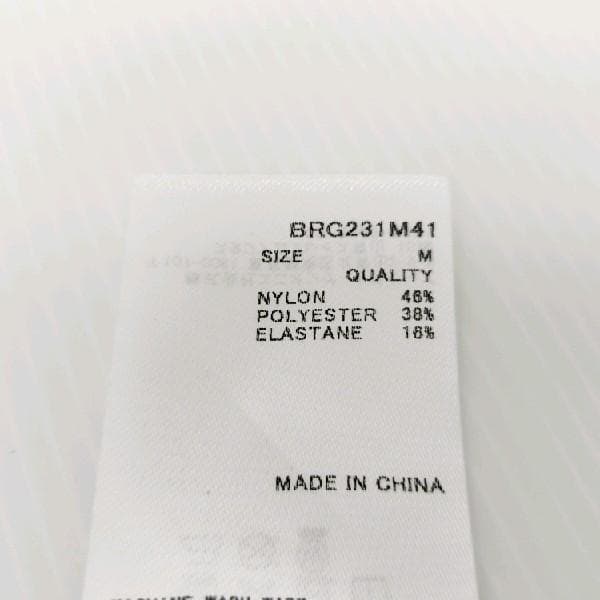 BRG231M41
SIZE M
QUALITY
NYLON 46%
POLYESTER 38%
ELASTANE 16%
MADE IN CHINA